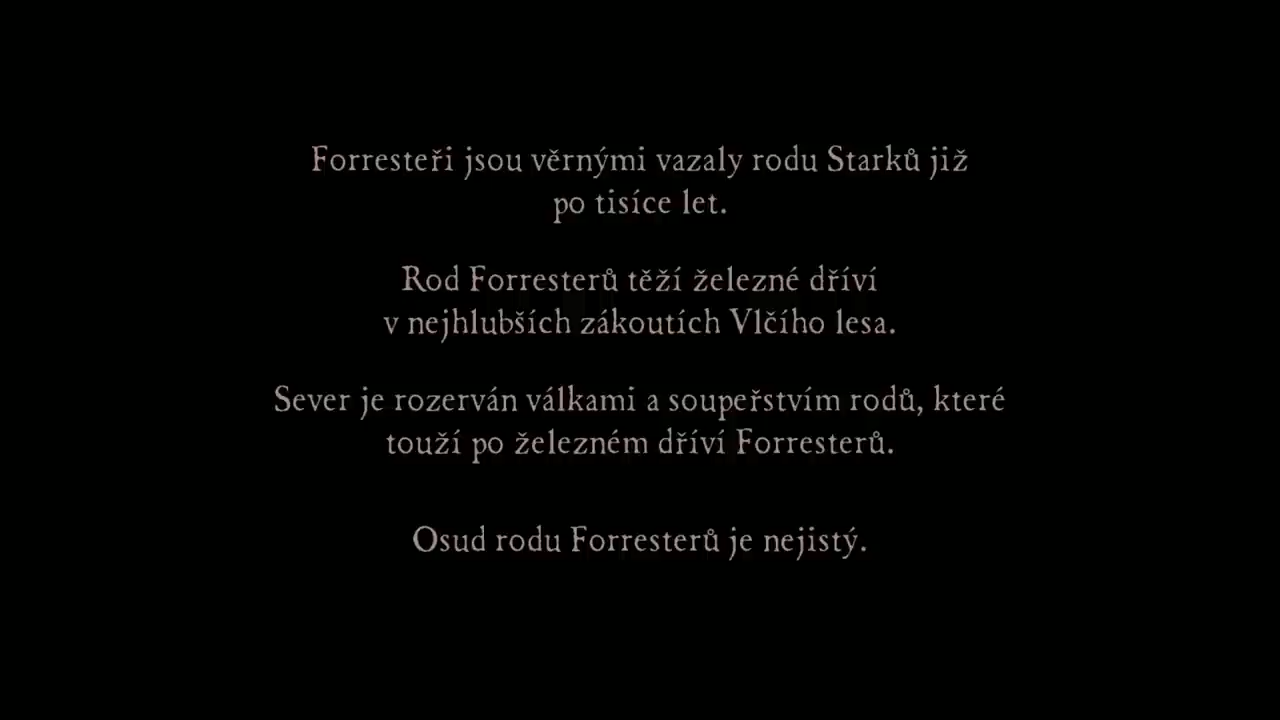 Forresteři jsou věrnými vazaly rodu Starků již
po tisíce let.
Rod Forresterů těží železné dříví
v nejhlubších zákoutích Vlčího lesa.
Sever je rozerván válkami a soupeřstvím rodů, které
touží po železném dříví Forresterů.
Osud rodu Forresterů je nejistý.